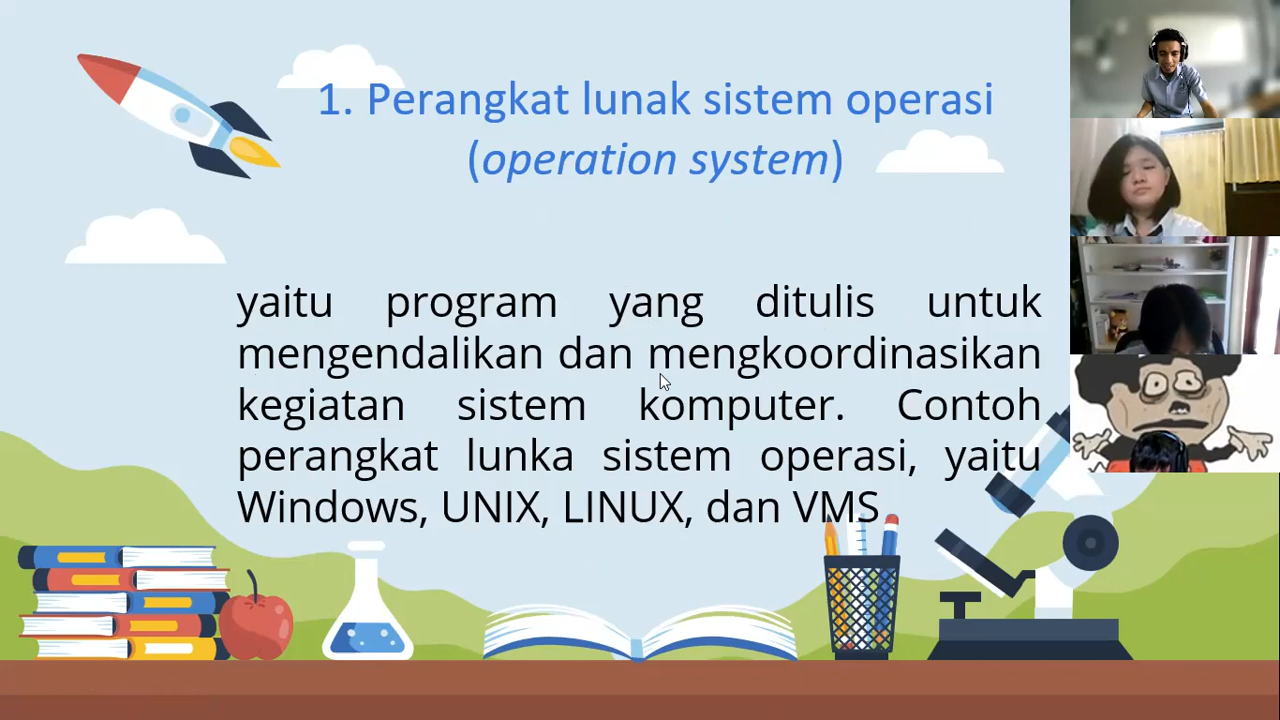 1. Perangkat lunak sistem operasi
(operation system)
yaitu program yang ditulis untuk
mengendalikan dan mengkoordinasikan
kegiatan sistem komputer. Contoh
perangkat lunka sistem operasi, yaitu
Windows, UNIX, LINUX, dan VMS